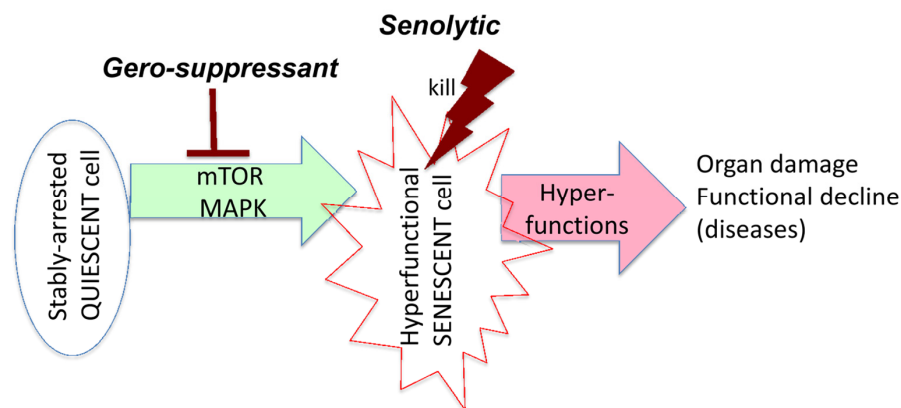 Senolytic
Gero-suppressant
kill
Stably-arrested
QUIESCENT cell
mTOR
MAPK
Hyperfunctional
SENESCENT cell
Hyper-
functions
Organ damage
Functional decline
(diseases)